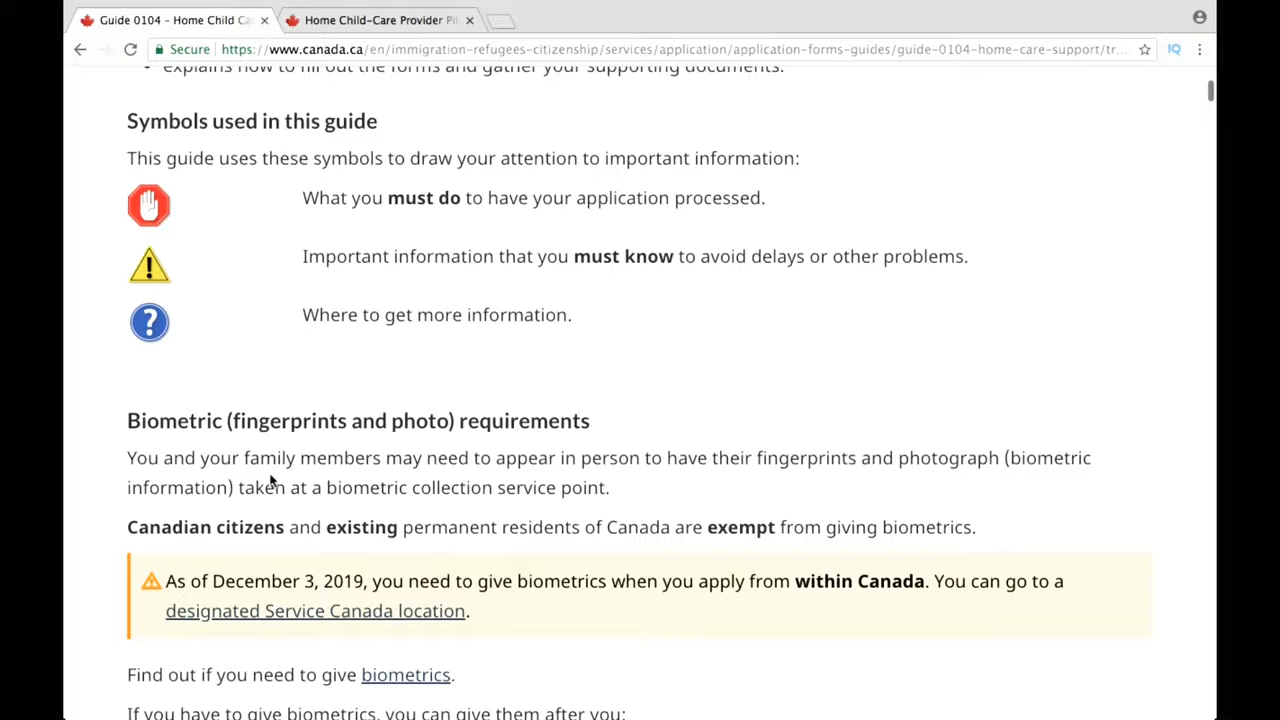 Guide 0104 - Home Child Ca
Home Child-Care Provider Pil
Secure https://www.canada.ca/en/immigration-refugees-citizenship/services/application/application-forms-guides/guide-0104-home-care-support/tr...
IQ
explains how to fill out the forms and gather your supporting documents.
Symbols used in this guide
This guide uses these symbols to draw your attention to important information:
What you must do to have your application processed.
Important information that you must know to avoid delays or other problems.
Where to get more information.
Biometric (fingerprints and photo) requirements
You and your family members may need to appear in person to have their fingerprints and photograph (biometric
information) taken at a biometric collection service point.
Canadian citizens and existing permanent residents of Canada are exempt from giving biometrics.
As of December 3, 2019, you need to give biometrics when you apply from within Canada. You can go to a
designated Service Canada location.
Find out if you need to give biometrics.
If you have to give biometrics, you can give them after you: